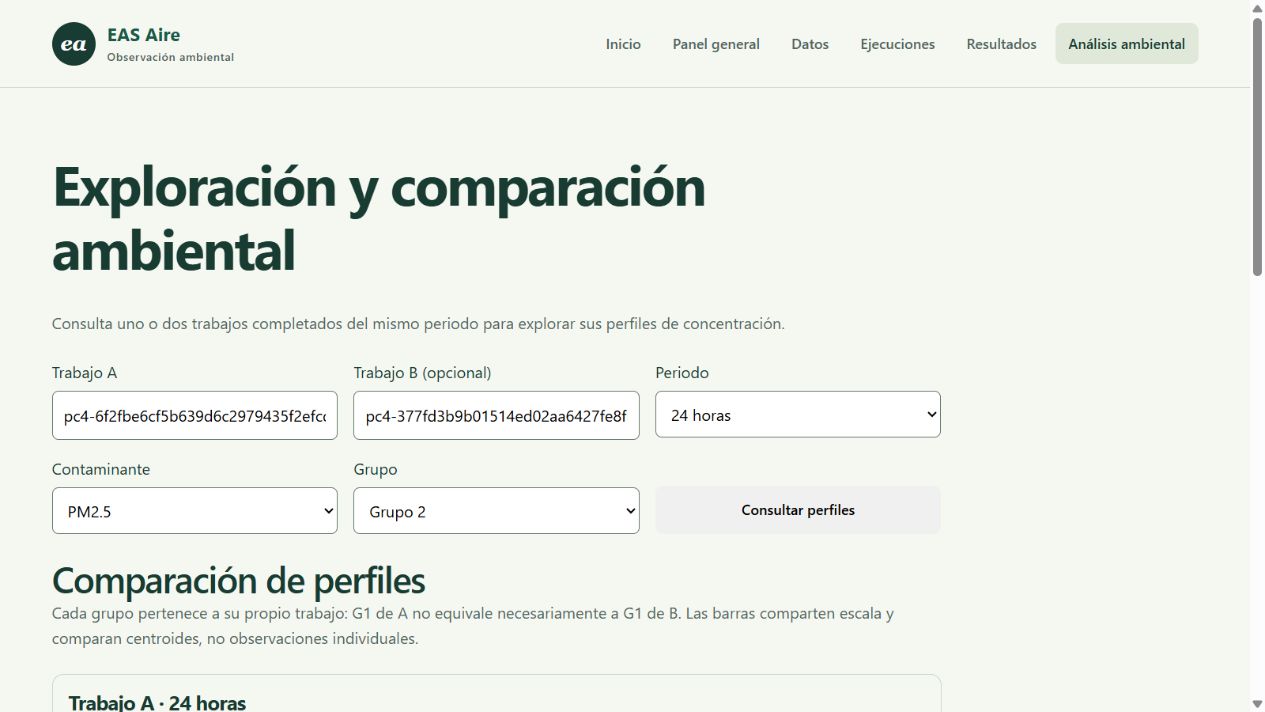 ea
EAS Aire
Observación ambiental
Inicio
Panel general
Datos
Ejecuciones
Resultados
Análisis ambiental
Exploración y comparación
ambiental
Consulta uno o dos trabajos completados del mismo periodo para explorar sus perfiles de concentración.
Trabajo A
Trabajo B (opcional)
Periodo
pc4-6f2fbe6cf5b639d6c2979435f2efc
pc4-377fd3b9b01514ed02aa6427fe8f
24 horas
Contaminante
Grupo
PM2.5
Grupo 2
Consultar perfiles
Comparación de perfiles
Cada grupo pertenece a su propio trabajo: G1 de A no equivale necesariamente a G1 de B. Las barras comparten escala y
comparan centroides, no observaciones individuales.
Trabajo A · 24 horas